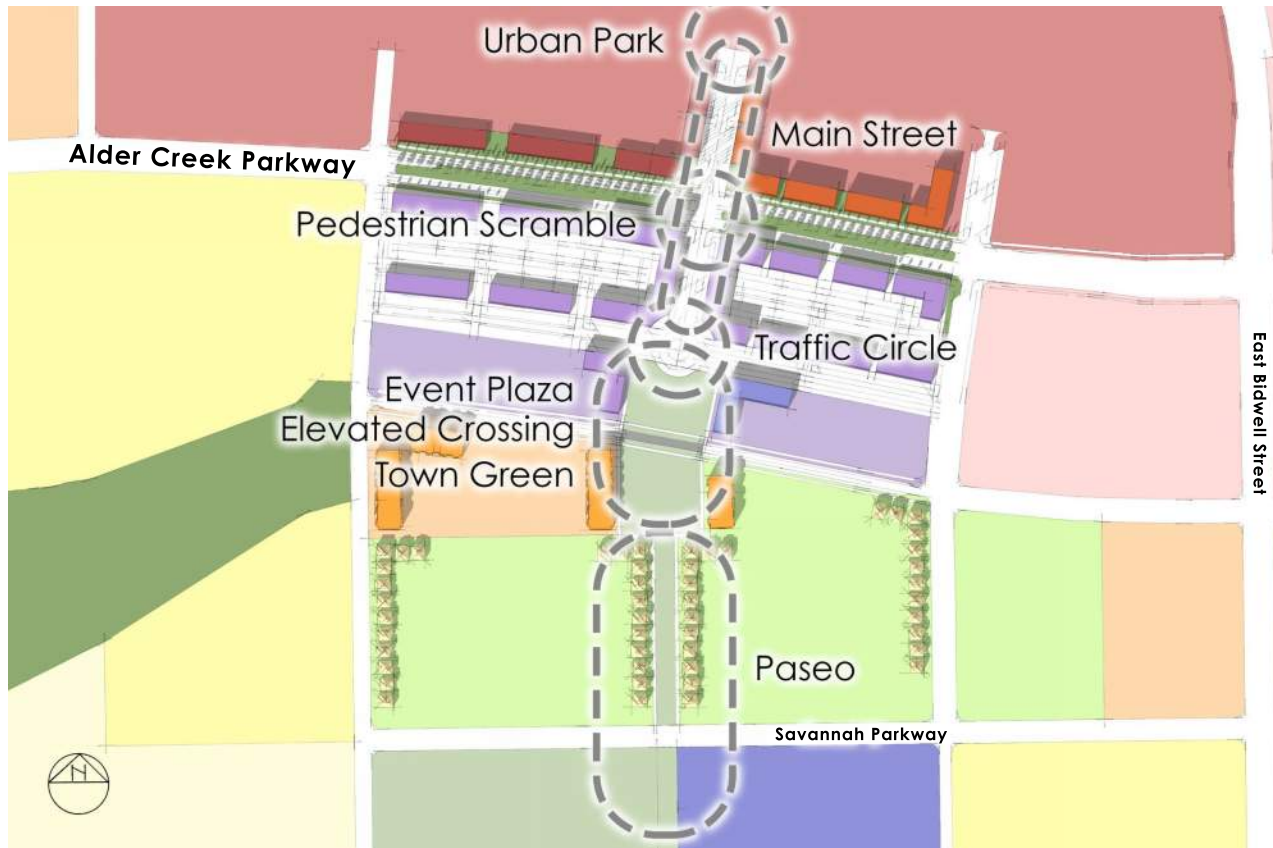 Urban Park
Main Street
Alder Creek Parkway
Pedestrian Scramble
Traffic Circle
East Bidwell Street
Event Plaza
Elevated Crossing
Town Green
Paseo
Savannah Parkway
N